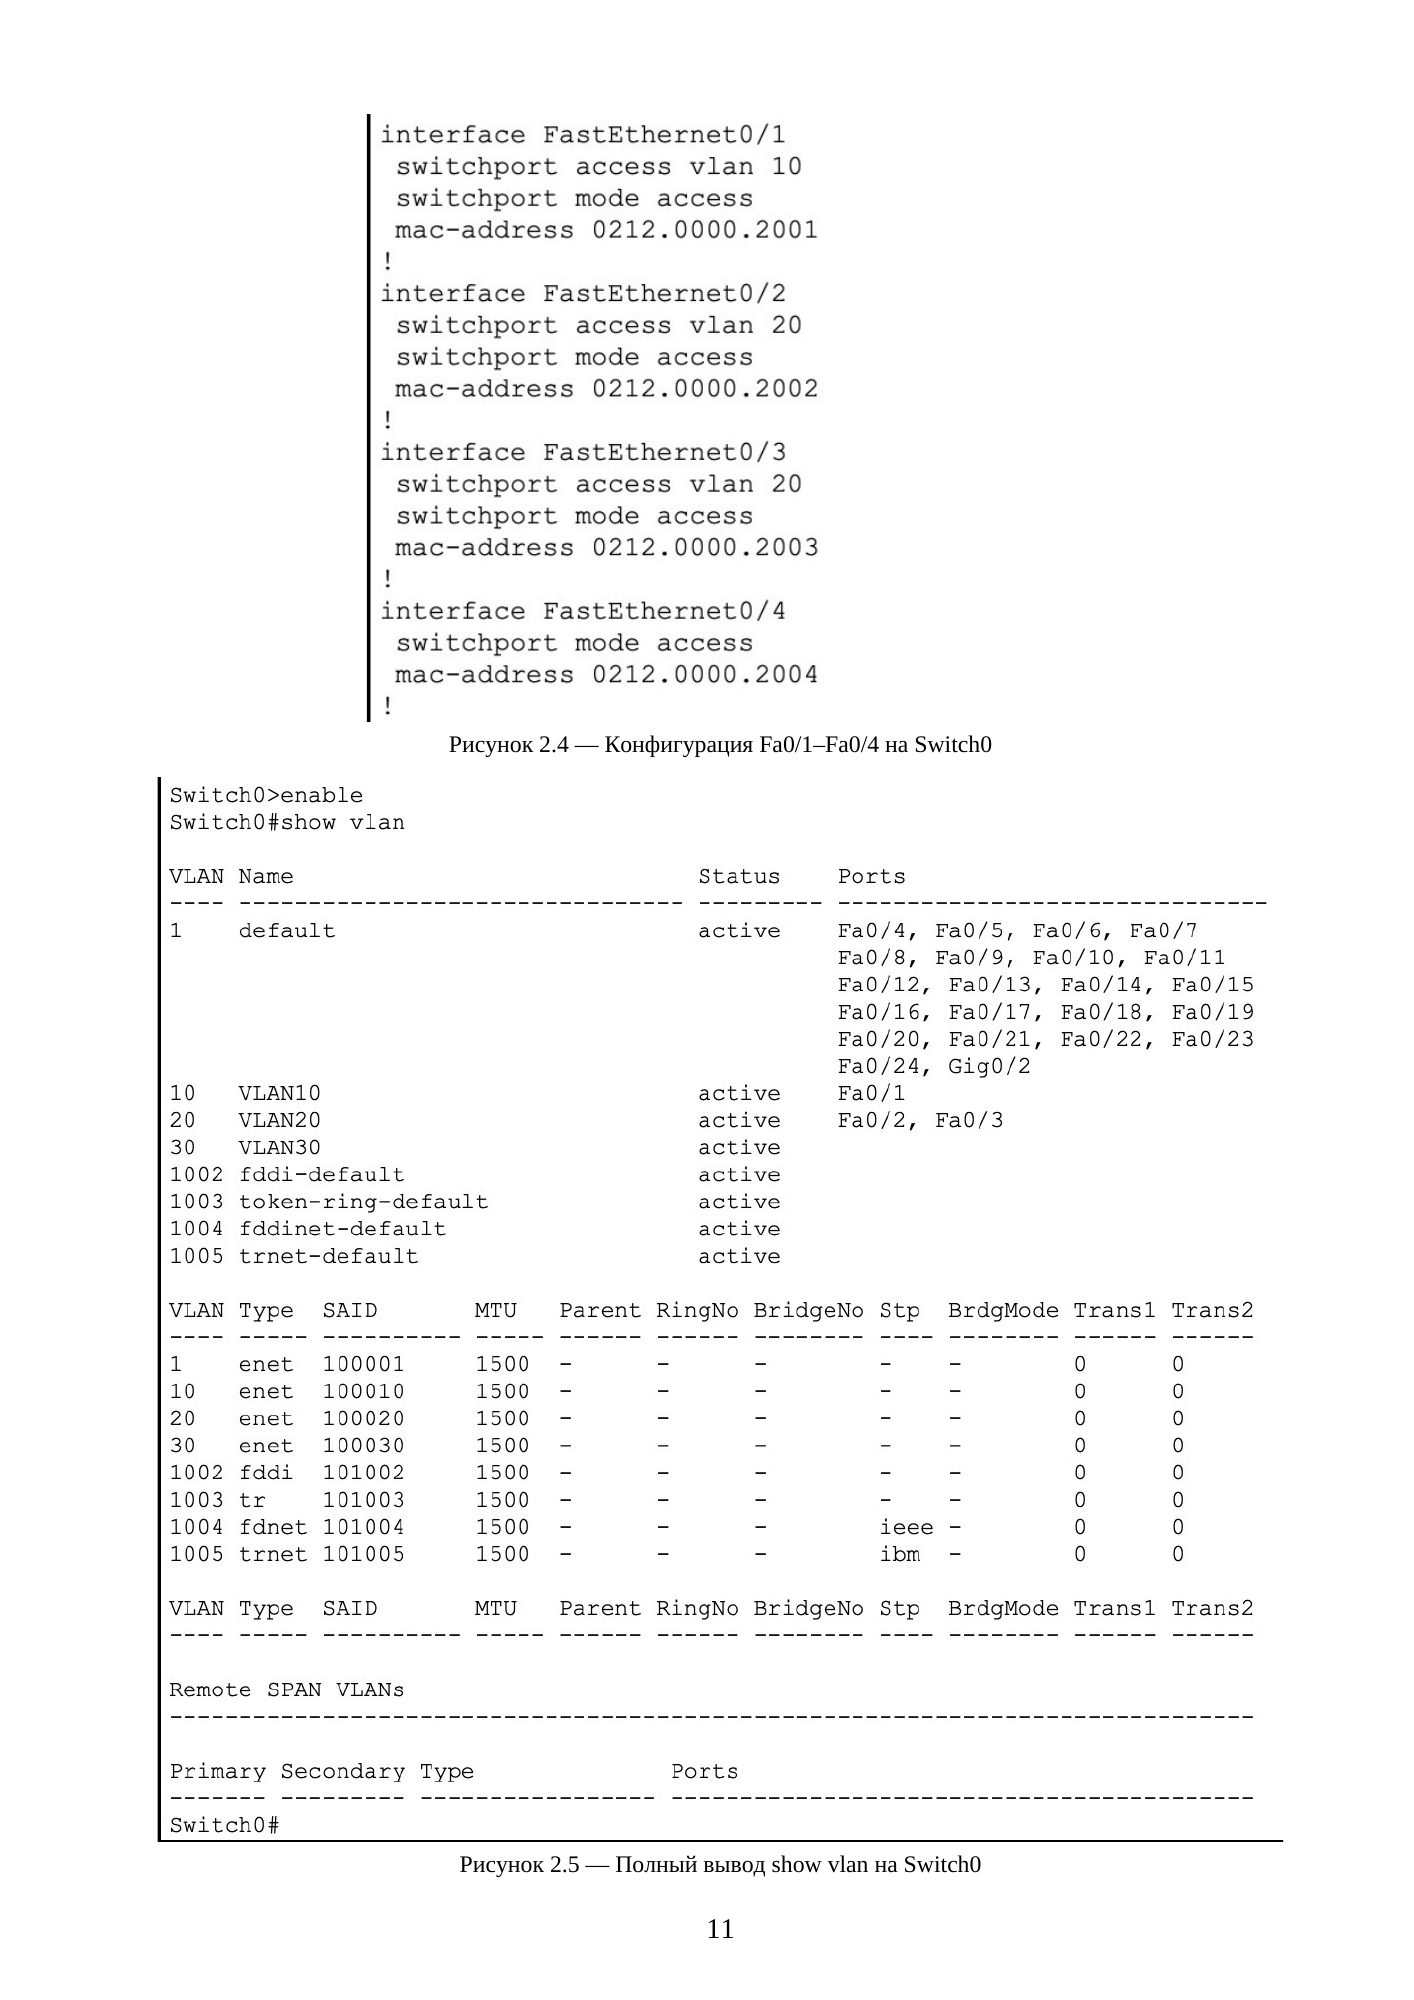 interface FastEthernet0/1
 switchport access vlan 10
 switchport mode access
 mac-address 0212.0000.2001
!
interface FastEthernet0/2
 switchport access vlan 20
 switchport mode access
 mac-address 0212.0000.2002
!
interface FastEthernet0/3
 switchport access vlan 20
 switchport mode access
 mac-address 0212.0000.2003
!
interface FastEthernet0/4
 switchport mode access
 mac-address 0212.0000.2004
!
Рисунок 2.4 — Конфигурация Fa0/1–Fa0/4 на Switch0
Switch0>enable
Switch0#show vlan

VLAN Name                             Status    Ports
---- -------------------------------- --------- -------------------------------
1    default                          active    Fa0/4, Fa0/5, Fa0/6, Fa0/7
                                                Fa0/8, Fa0/9, Fa0/10, Fa0/11
                                                Fa0/12, Fa0/13, Fa0/14, Fa0/15
                                                Fa0/16, Fa0/17, Fa0/18, Fa0/19
                                                Fa0/20, Fa0/21, Fa0/22, Fa0/23
                                                Fa0/24, Gig0/2
10   VLAN10                           active    Fa0/1
20   VLAN20                           active    Fa0/2, Fa0/3
30   VLAN30                           active
1002 fddi-default                     active
1003 token-ring-default               active
1004 fddinet-default                  active
1005 trnet-default                    active

VLAN Type  SAID       MTU   Parent RingNo BridgeNo Stp  BrdgMode Trans1 Trans2
---- ----- ---------- ----- ------ ------ -------- ---- -------- ------ ------
1    enet  100001     1500  -      -      -        -    -        0      0
10   enet  100010     1500  -      -      -        -    -        0      0
20   enet  100020     1500  -      -      -        -    -        0      0
30   enet  100030     1500  -      -      -        -    -        0      0
1002 fddi  101002     1500  -      -      -        -    -        0      0
1003 tr    101003     1500  -      -      -        -    -        0      0
1004 fdnet 101004     1500  -      -      -        ieee -        0      0
1005 trnet 101005     1500  -      -      -        ibm  -        0      0

VLAN Type  SAID       MTU   Parent RingNo BridgeNo Stp  BrdgMode Trans1 Trans2
---- ----- ---------- ----- ------ ------ -------- ---- -------- ------ ------

Remote SPAN VLANs
------------------------------------------------------------------------------

Primary Secondary Type              Ports
------- --------- ----------------- ------------------------------------------
Switch0#
Рисунок 2.5 — Полный вывод show vlan на Switch0
11